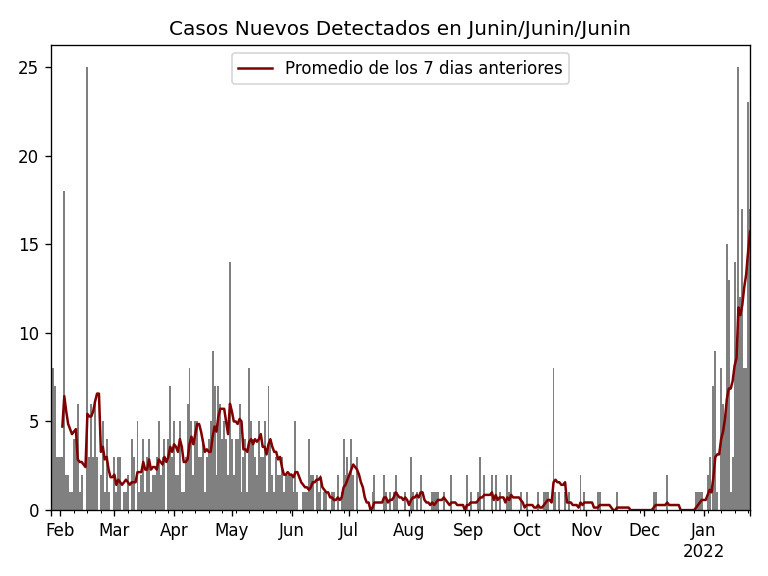 Casos Nuevos Detectados en Junin/Junin/Junin
Promedio de los 7 dias anteriores
25
20
15
10
5
0
Feb Mar Apr May Jun Jul Aug Sep Oct Nov Dec Jan
2022